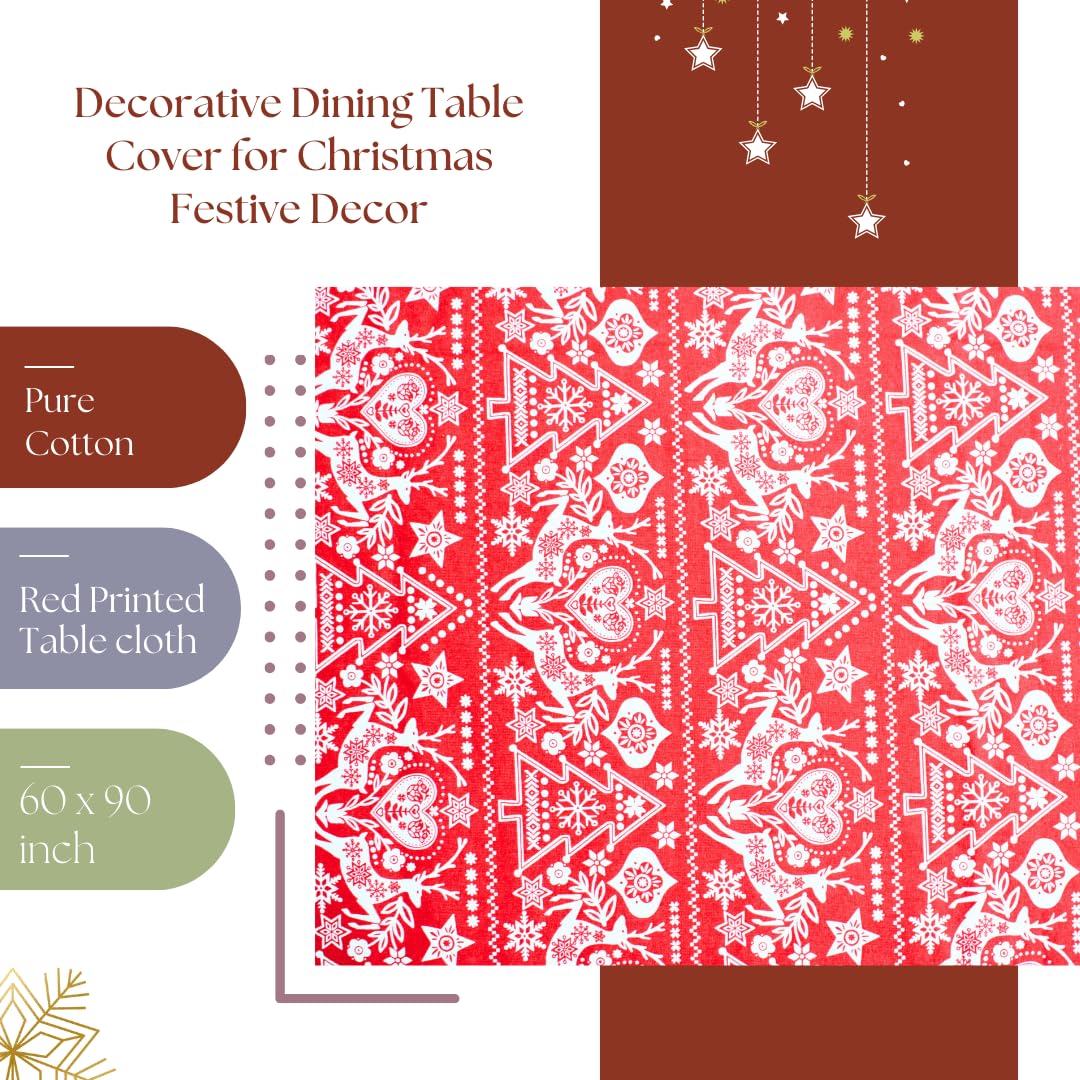 Decorative Dining Table
Cover for Christmas
Festive Decor
Pure
Cotton
Red Printed
Table cloth
60 x 90
inch